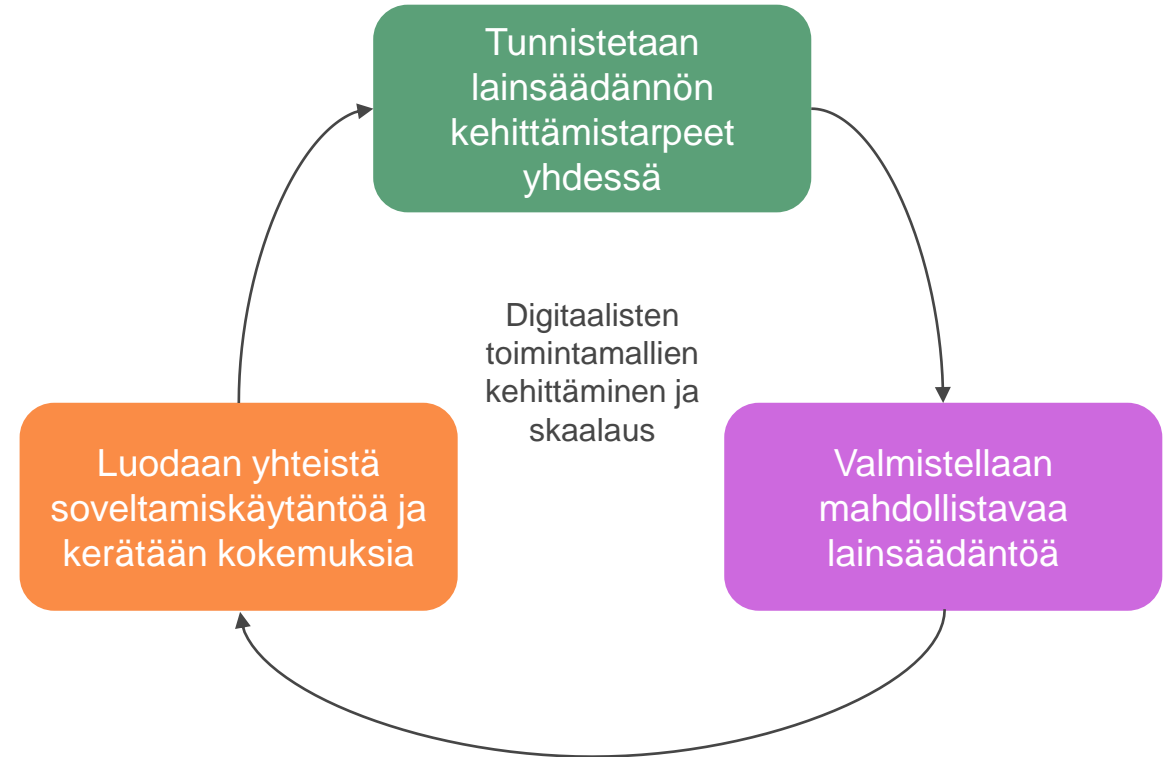 Tunnistetaan
lainsäädännön
kehittämistarpeet
yhdessä
Digitaalisten
toimintamallien
kehittäminen ja
skaalaus
Luodaan yhteistä
soveltamiskäytäntöä ja
kerätään kokemuksia
Valmistellaan
mahdollistavaa
lainsäädäntöä